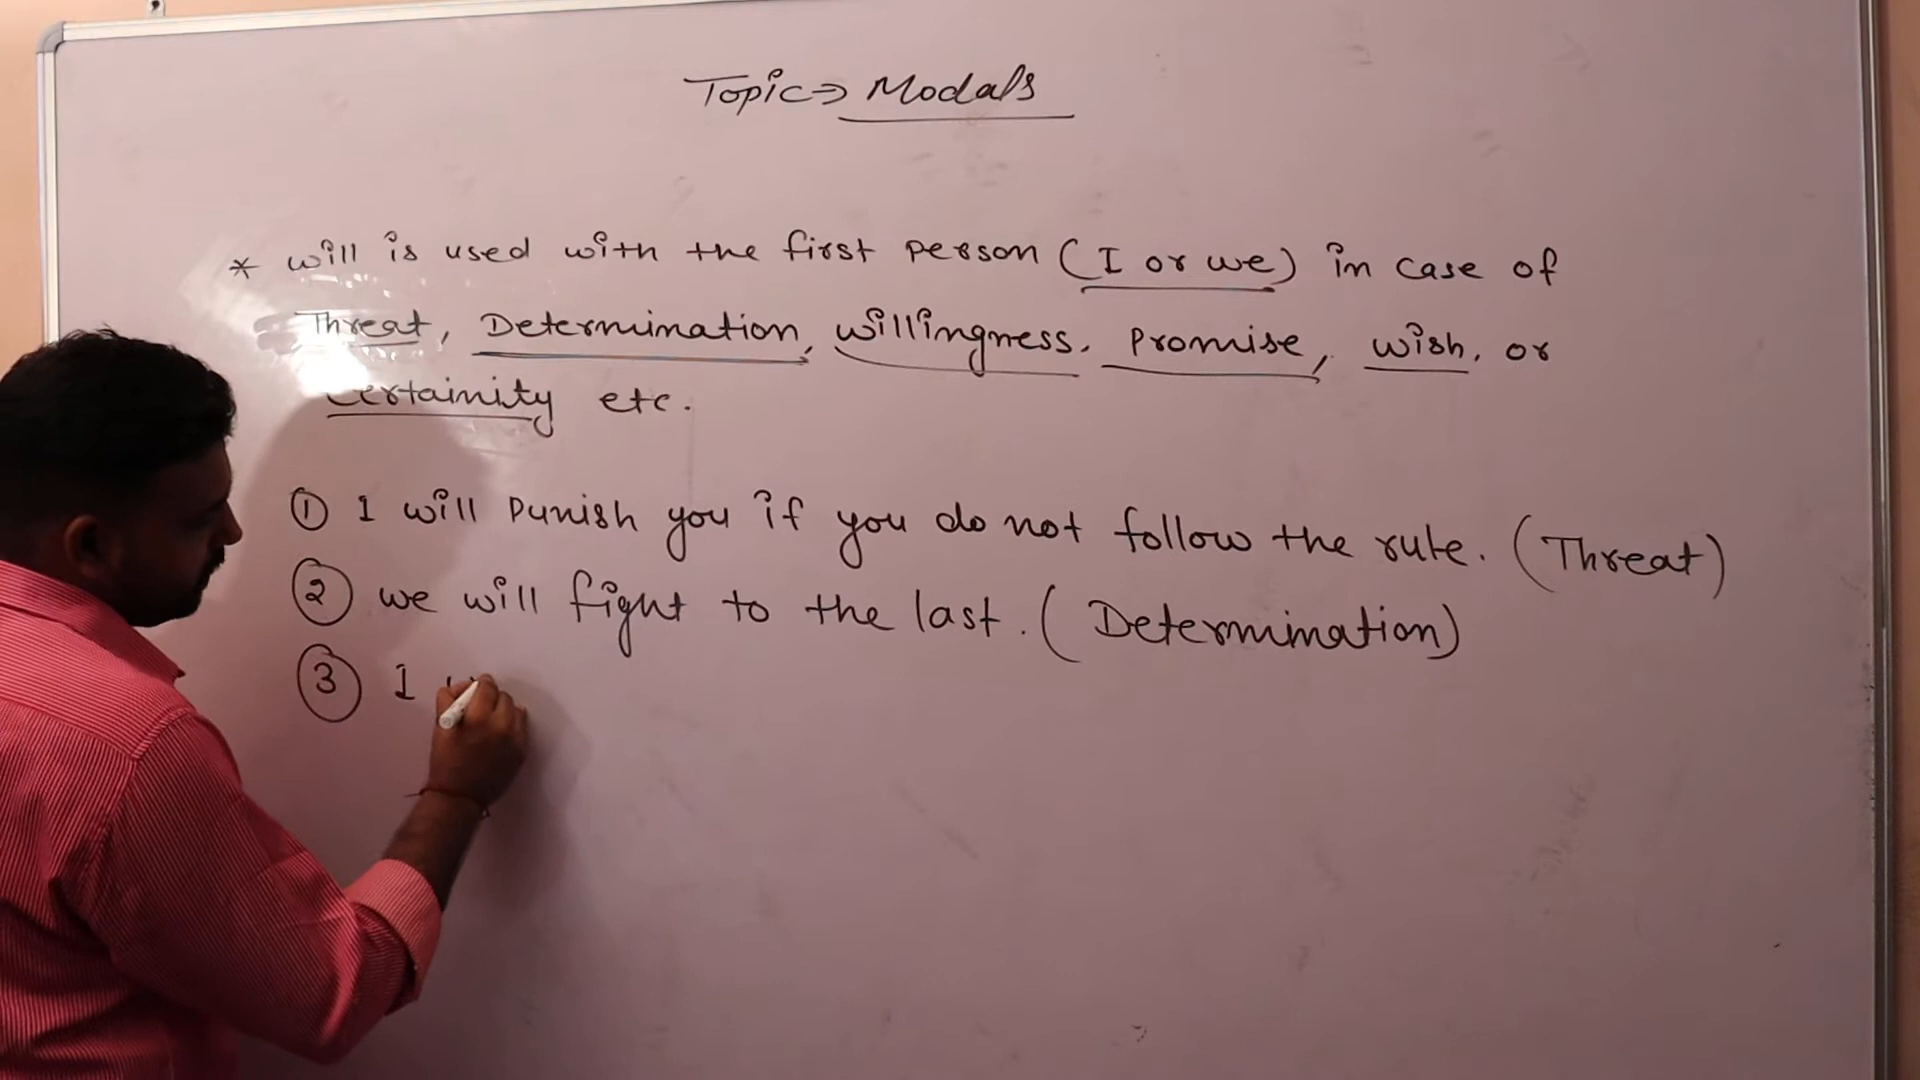 Topic⇒ Modals
* will is used with the first person (I or we) in case of
Threat, Determination, willingness, Promise, wish, or
certainity etc.
① I will Punish you if you do not follow the rule. (Threat)
② we will fight to the last. (Determination)
③ I